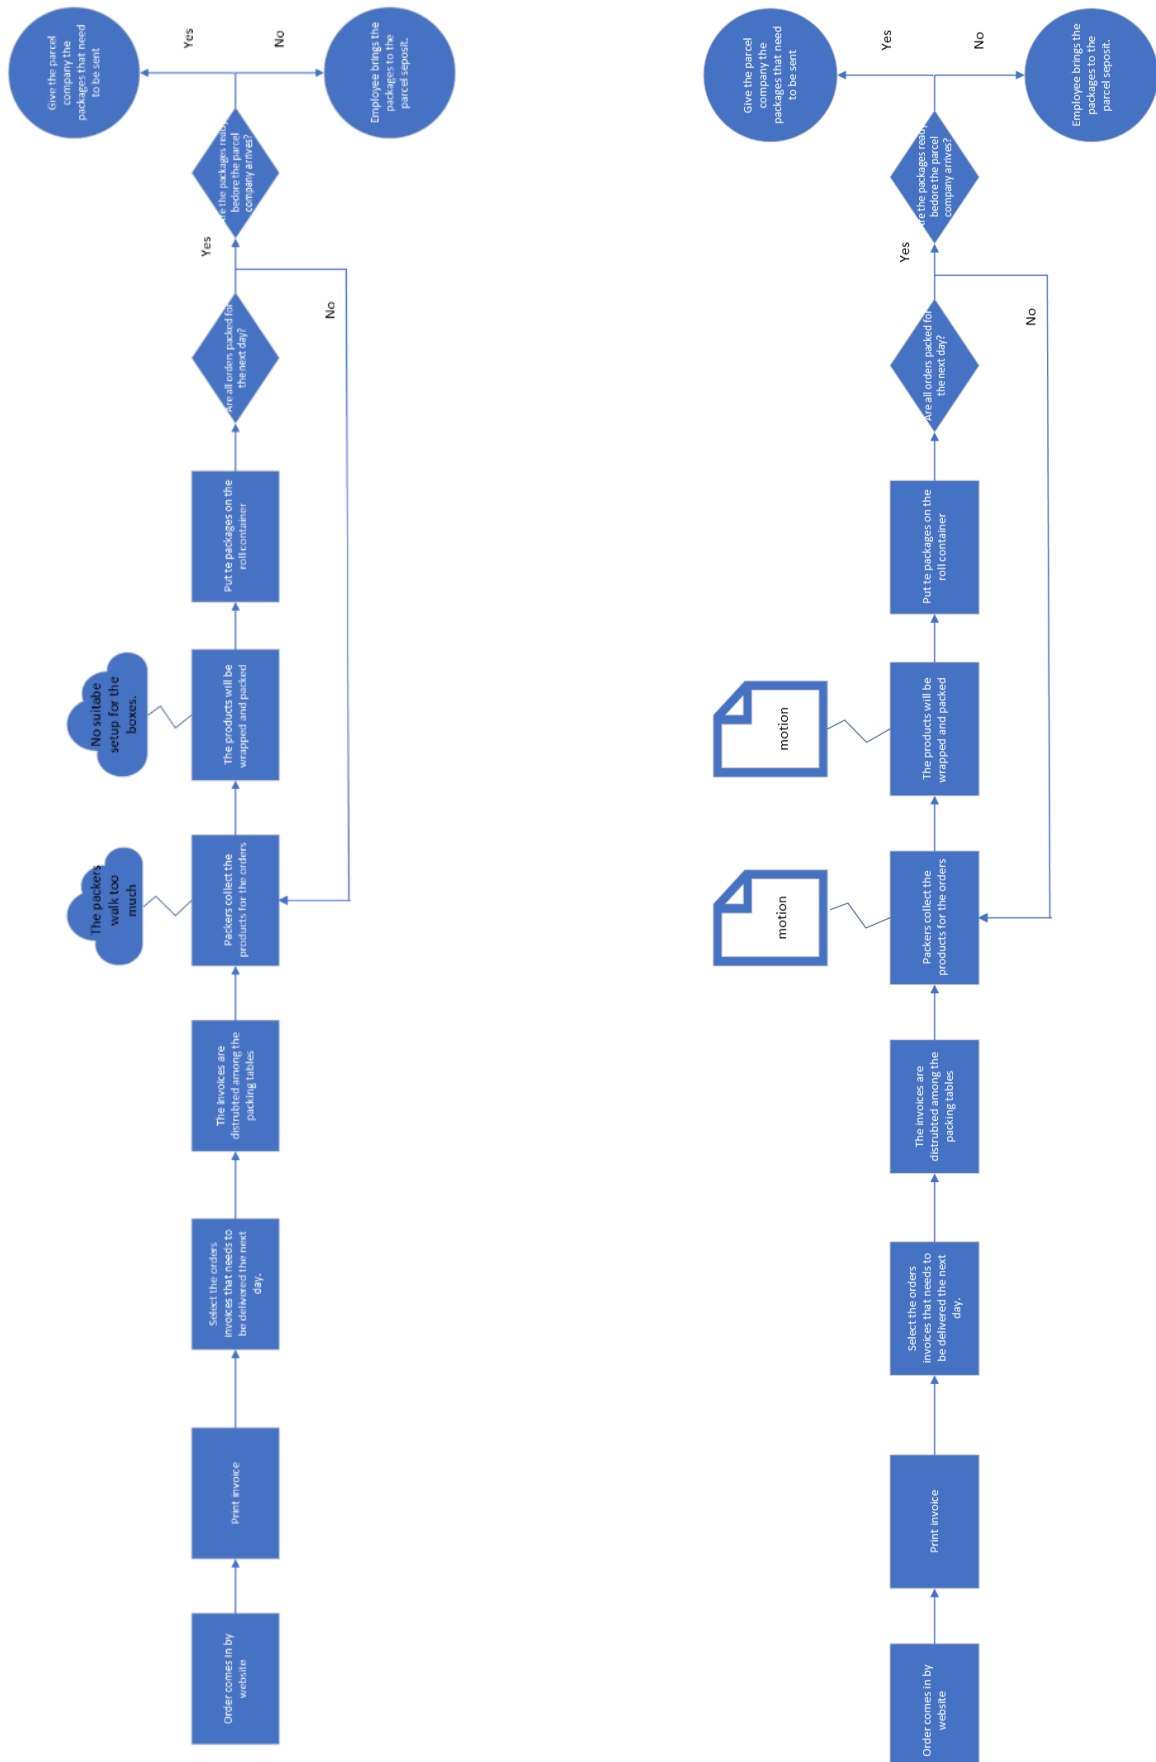 Order comes in by
website
Print invoice
Select the orders
invoices that needs to
be delivered the next
day.
The invoices are
distrubted among the
packing tables
Packers collect the
products for the orders
The packers
walk too
much
The products will be
wrapped and packed
No suitabe
setup for the
boxes.
Put te packages on the
roll container
Are all orders packed for
the next day?
Yes
No
the packages ready
bedore the parcel
company arrives?
Yes
No
Give the parcel
company the
packages that need
to be sent
Employee brings the
packages to the
parcel seposit.
Order comes in by
website
Print invoice
Select the orders
invoices that needs to
be delivered the next
day.
The invoices are
distrubted among the
packing tables
Packers collect the
products for the orders
motion
The products will be
wrapped and packed
motion
Put te packages on the
roll container
Are all orders packed for
the next day?
Yes
No
the packages ready
bedore the parcel
company arrives?
Yes
No
Give the parcel
company the
packages that need
to be sent
Employee brings the
packages to the
parcel seposit.